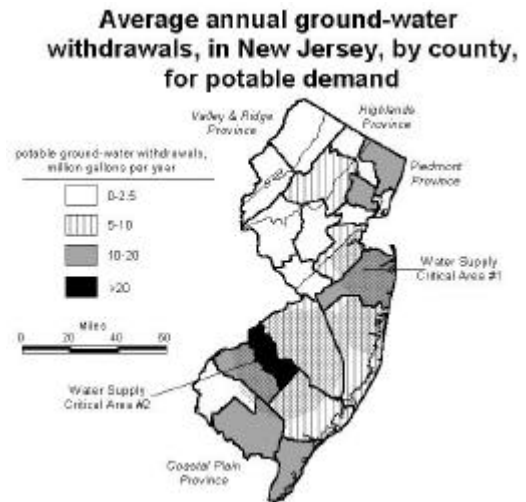 Average annual ground-water
withdrawals, in New Jersey, by county,
for potable demand
Valley & Ridge
Province
Highlands
Province
potable ground-water withdrawals,
million gallons per year
Piedmont
Province
0-2.5
5-10
10-20
>20
Water Supply
Critical Area #1
Miles
0 20 40 60
Water Supply
Critical Area #2
Coastal Plain
Province